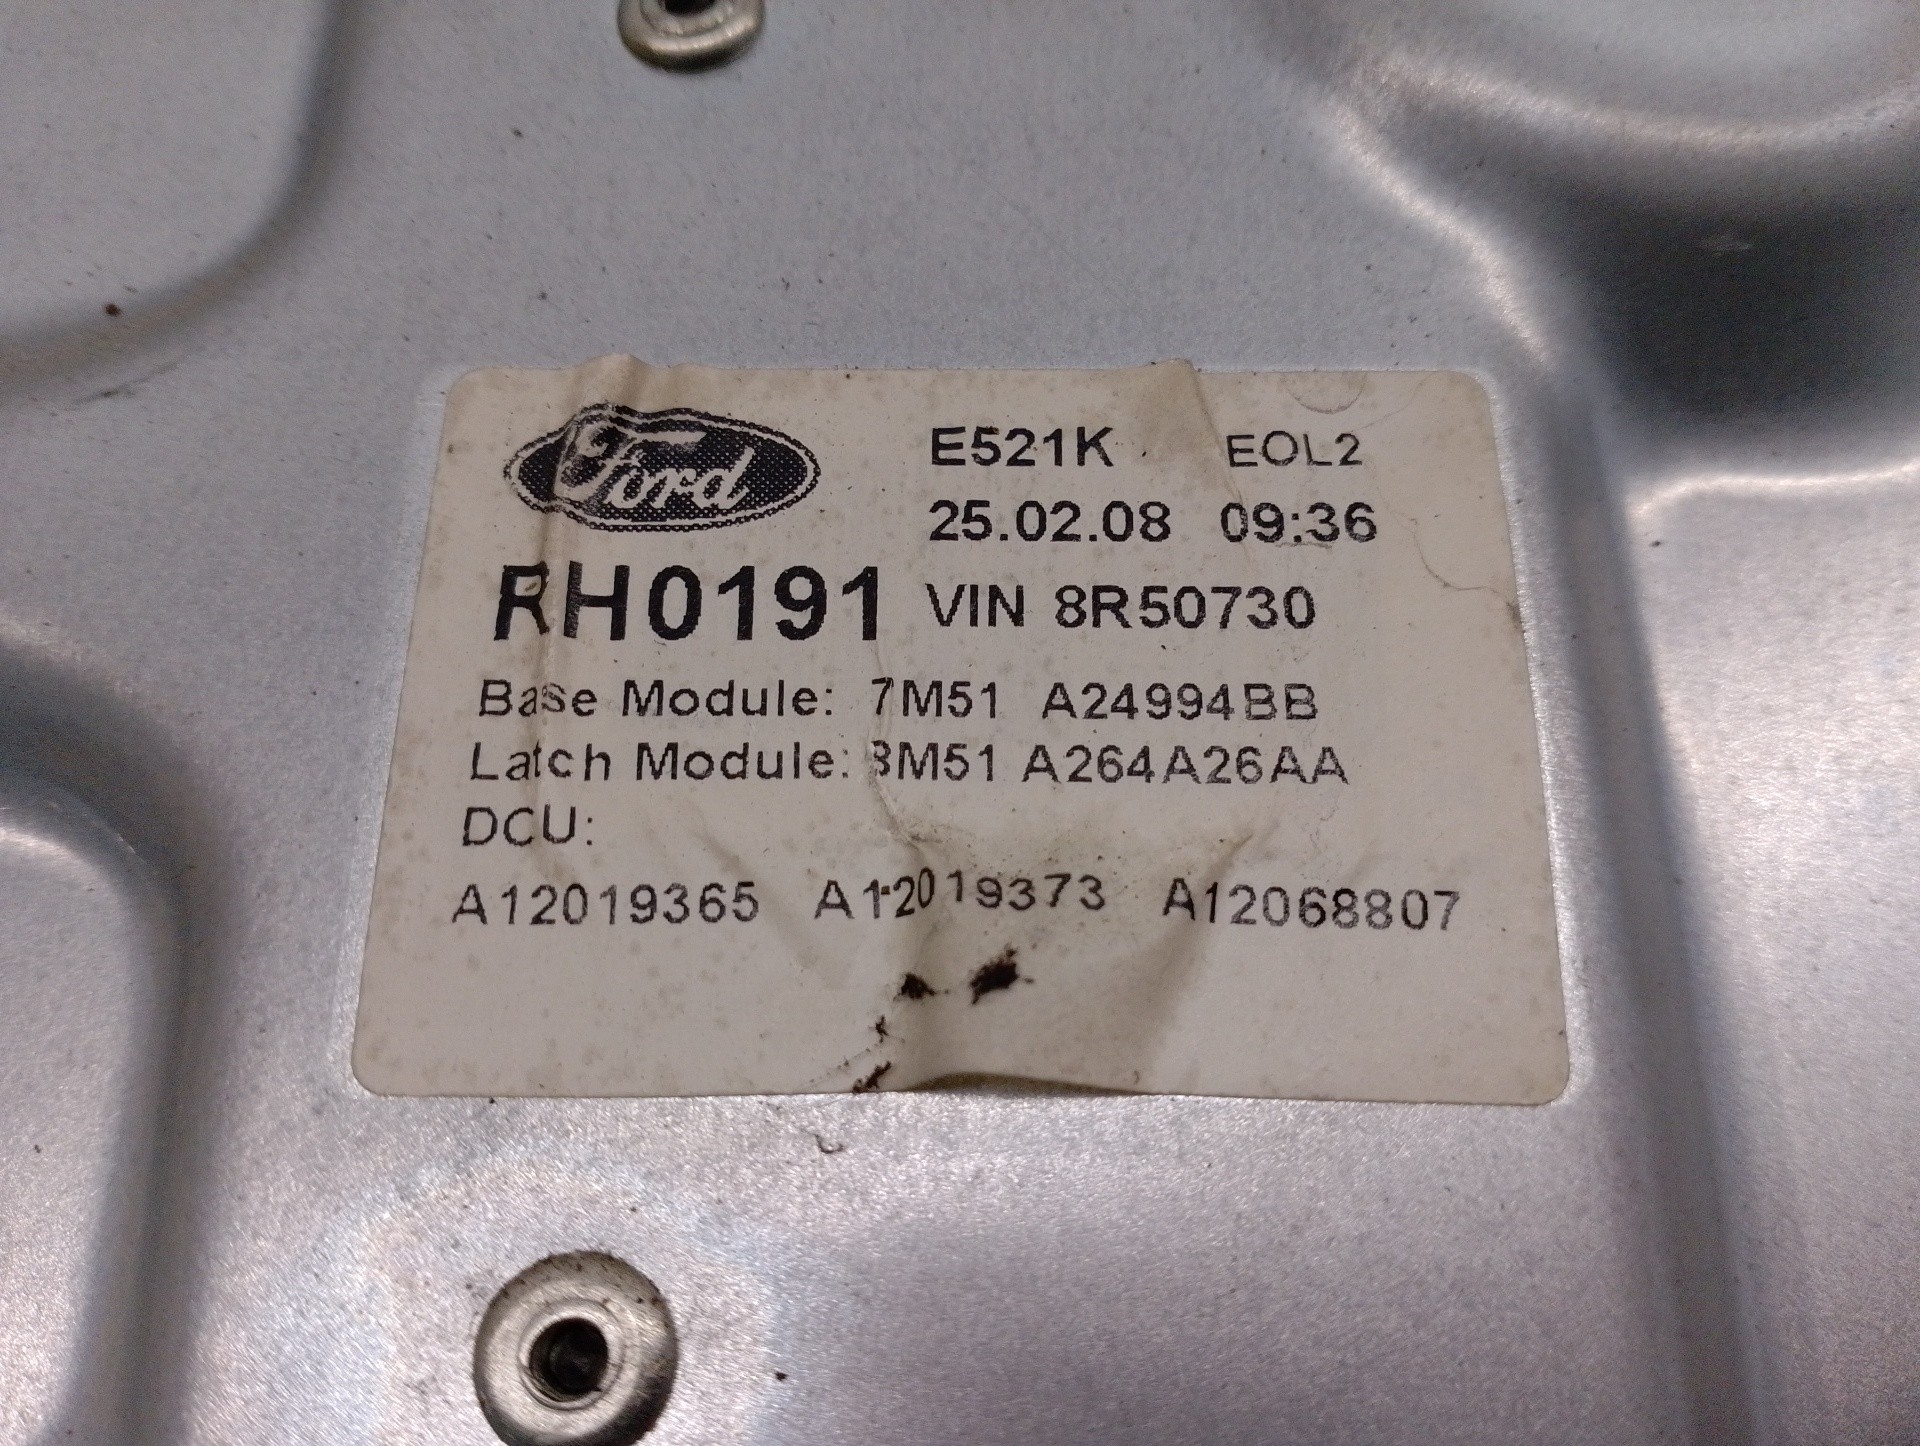 Ford
E521K EOL2
25.02.08 09:36
RH0191 VIN 8R50730
Base Module: 7M51 A24994BB
Latch Module: 8M51 A264A26AA
DCU:
A12019365 A12019373 A12068807